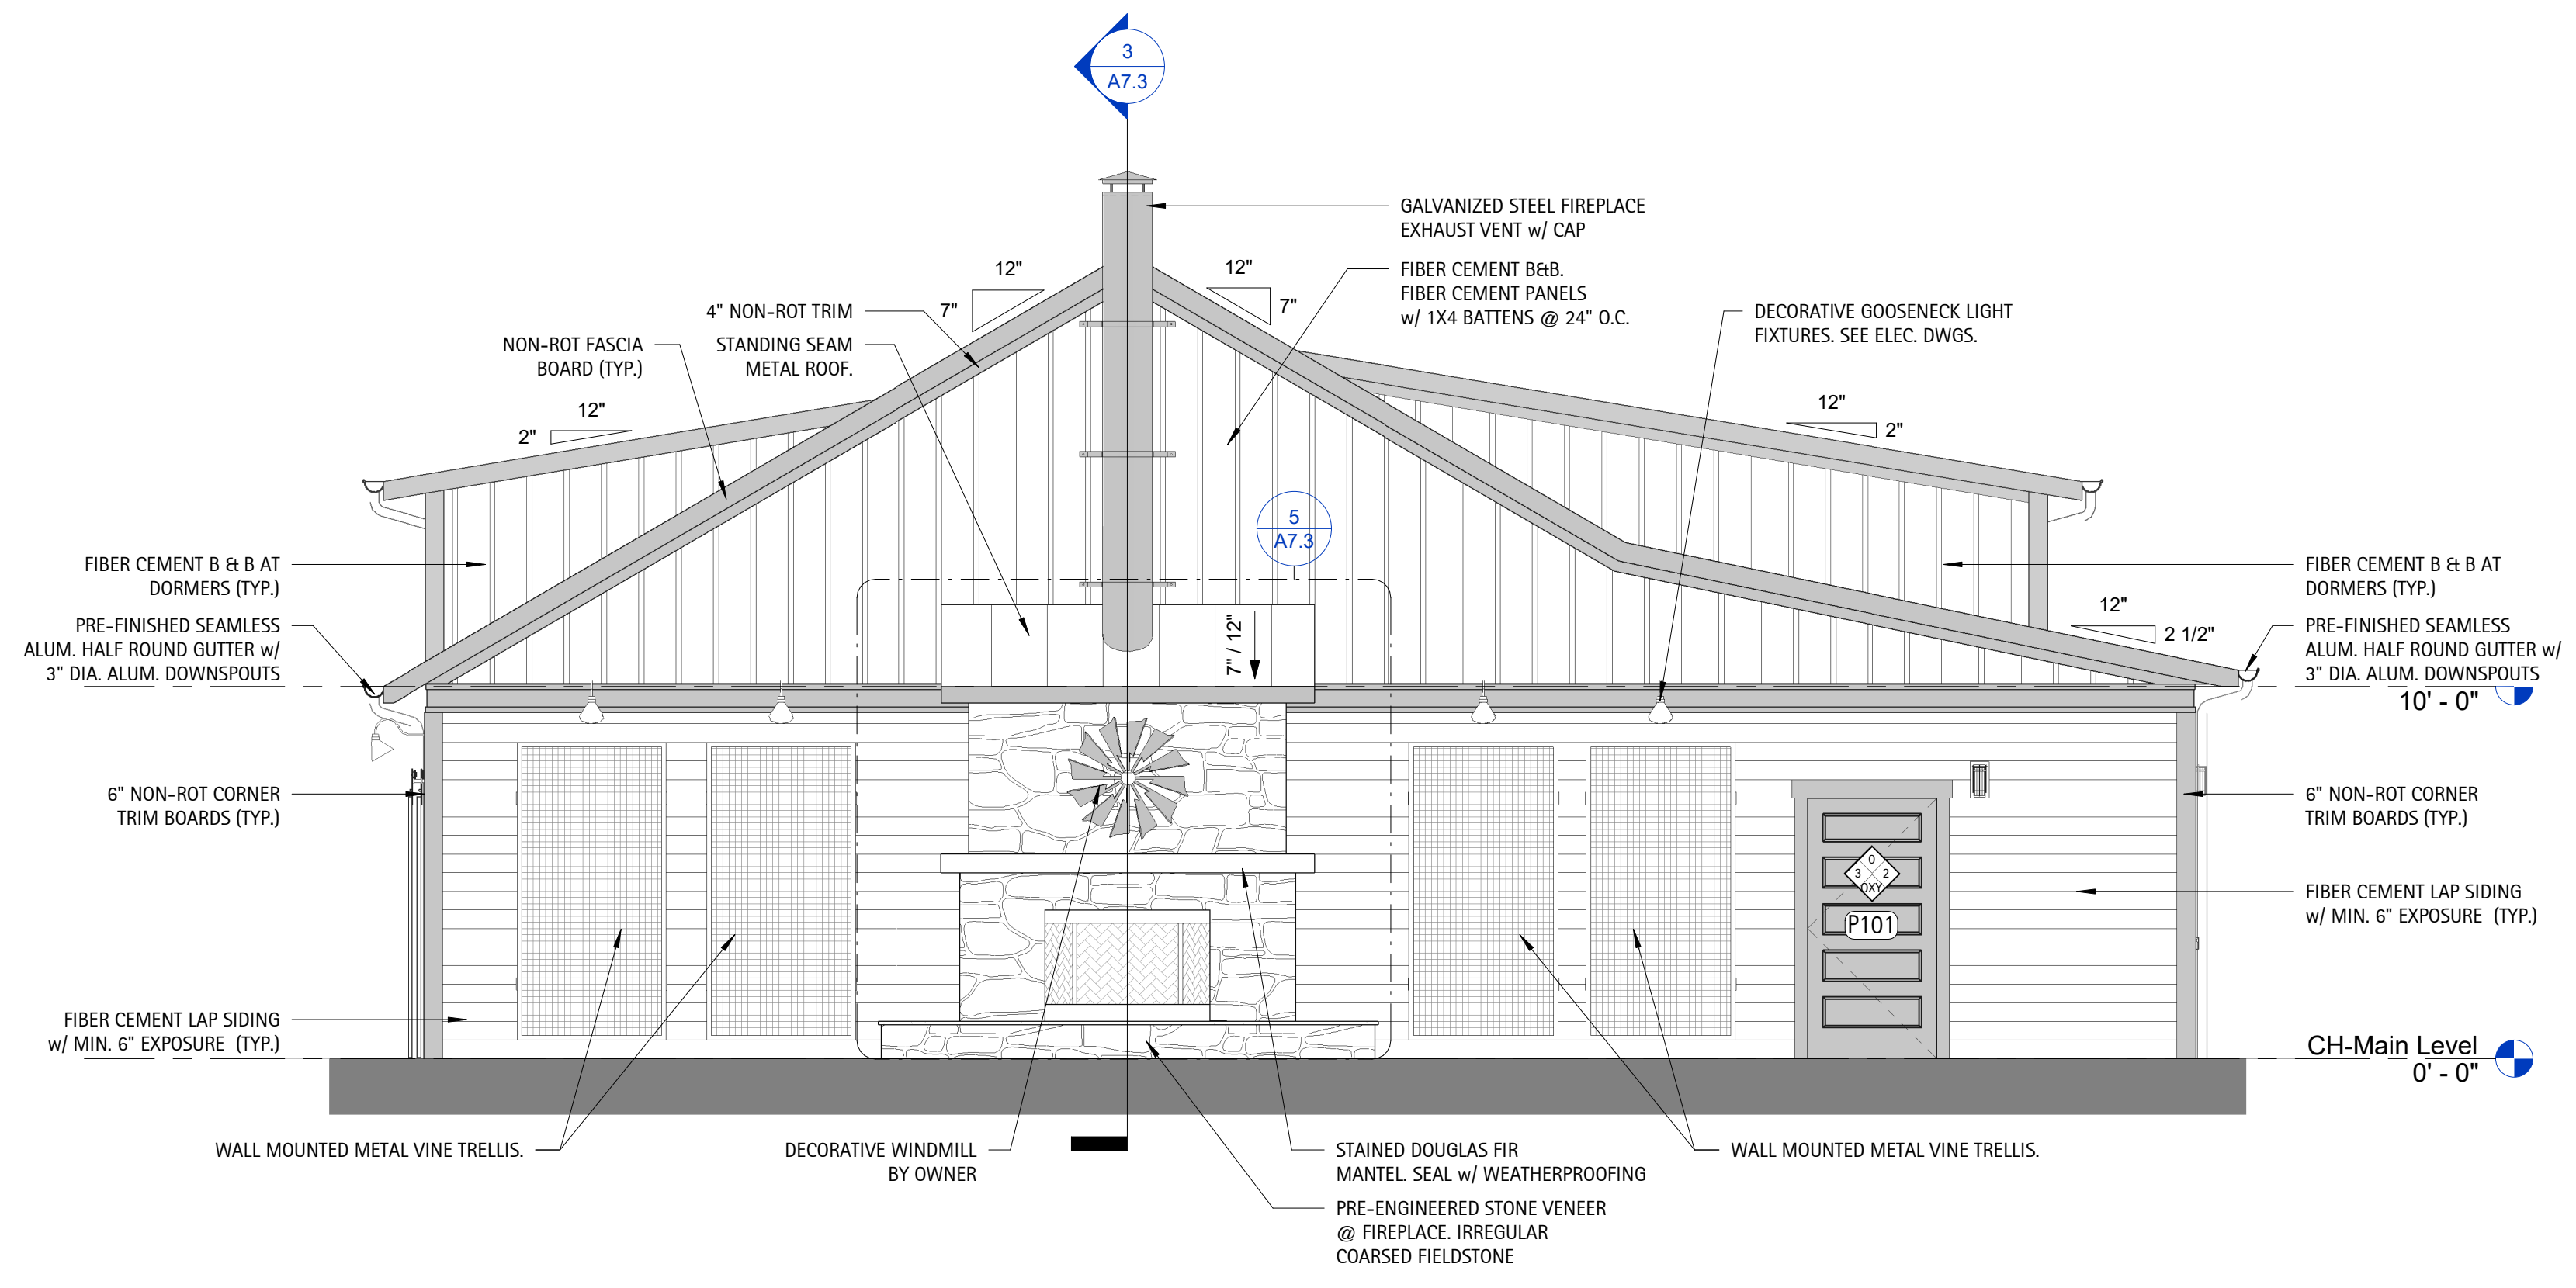 3
A7.3
GALVANIZED STEEL FIREPLACE
EXHAUST VENT w/ CAP
12"
7"
12"
7"
FIBER CEMENT B&B.
FIBER CEMENT PANELS
w/ 1X4 BATTENS @ 24" O.C.
4" NON-ROT TRIM
NON-ROT FASCIA
BOARD (TYP.)
STANDING SEAM
METAL ROOF.
DECORATIVE GOOSENECK LIGHT
FIXTURES. SEE ELEC. DWGS.
12"
2"
12"
2"
5
A7.3
FIBER CEMENT B & B AT
DORMERS (TYP.)
FIBER CEMENT B & B AT
DORMERS (TYP.)
PRE-FINISHED SEAMLESS
ALUM. HALF ROUND GUTTER w/
3" DIA. ALUM. DOWNSPOUTS
7" / 12"
12"
2 1/2"
PRE-FINISHED SEAMLESS
ALUM. HALF ROUND GUTTER w/
3" DIA. ALUM. DOWNSPOUTS
10' - 0"
6" NON-ROT CORNER
TRIM BOARDS (TYP.)
6" NON-ROT CORNER
TRIM BOARDS (TYP.)
0
3 2
OXY
P101
FIBER CEMENT LAP SIDING
w/ MIN. 6" EXPOSURE (TYP.)
FIBER CEMENT LAP SIDING
w/ MIN. 6" EXPOSURE (TYP.)
CH-Main Level
0' - 0"
WALL MOUNTED METAL VINE TRELLIS.
DECORATIVE WINDMILL
BY OWNER
STAINED DOUGLAS FIR
MANTEL. SEAL w/ WEATHERPROOFING
WALL MOUNTED METAL VINE TRELLIS.
PRE-ENGINEERED STONE VENEER
@ FIREPLACE. IRREGULAR
COARSED FIELDSTONE